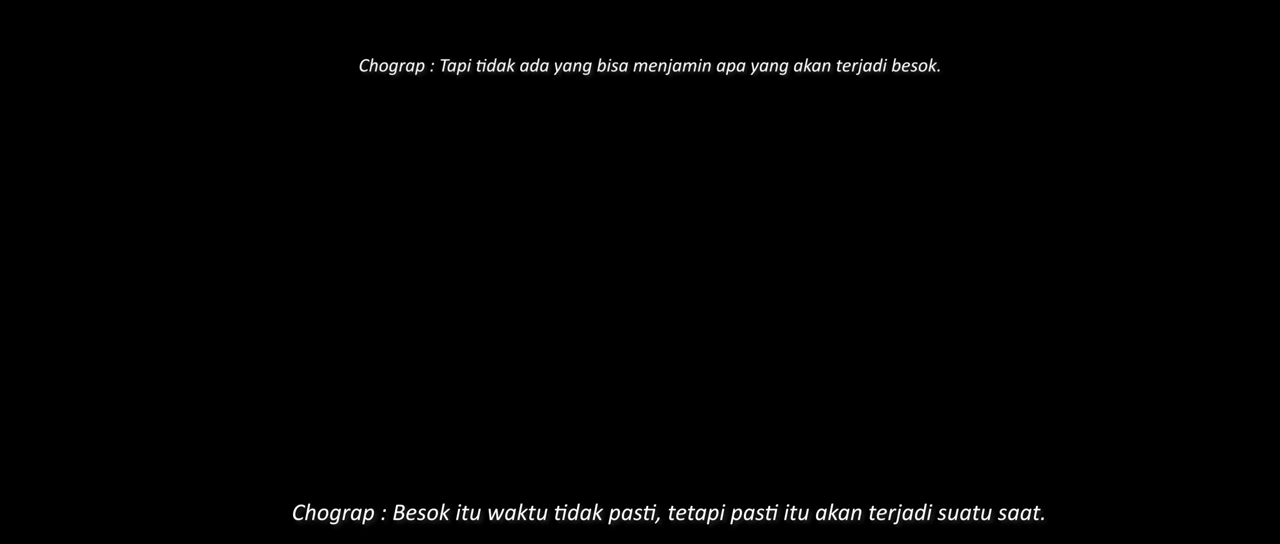 Chograp : Tapi tidak ada yang bisa menjamin apa yang akan terjadi besok.
Chograp : Besok itu waktu tidak pasti, tetapi pasti itu akan terjadi suatu saat.